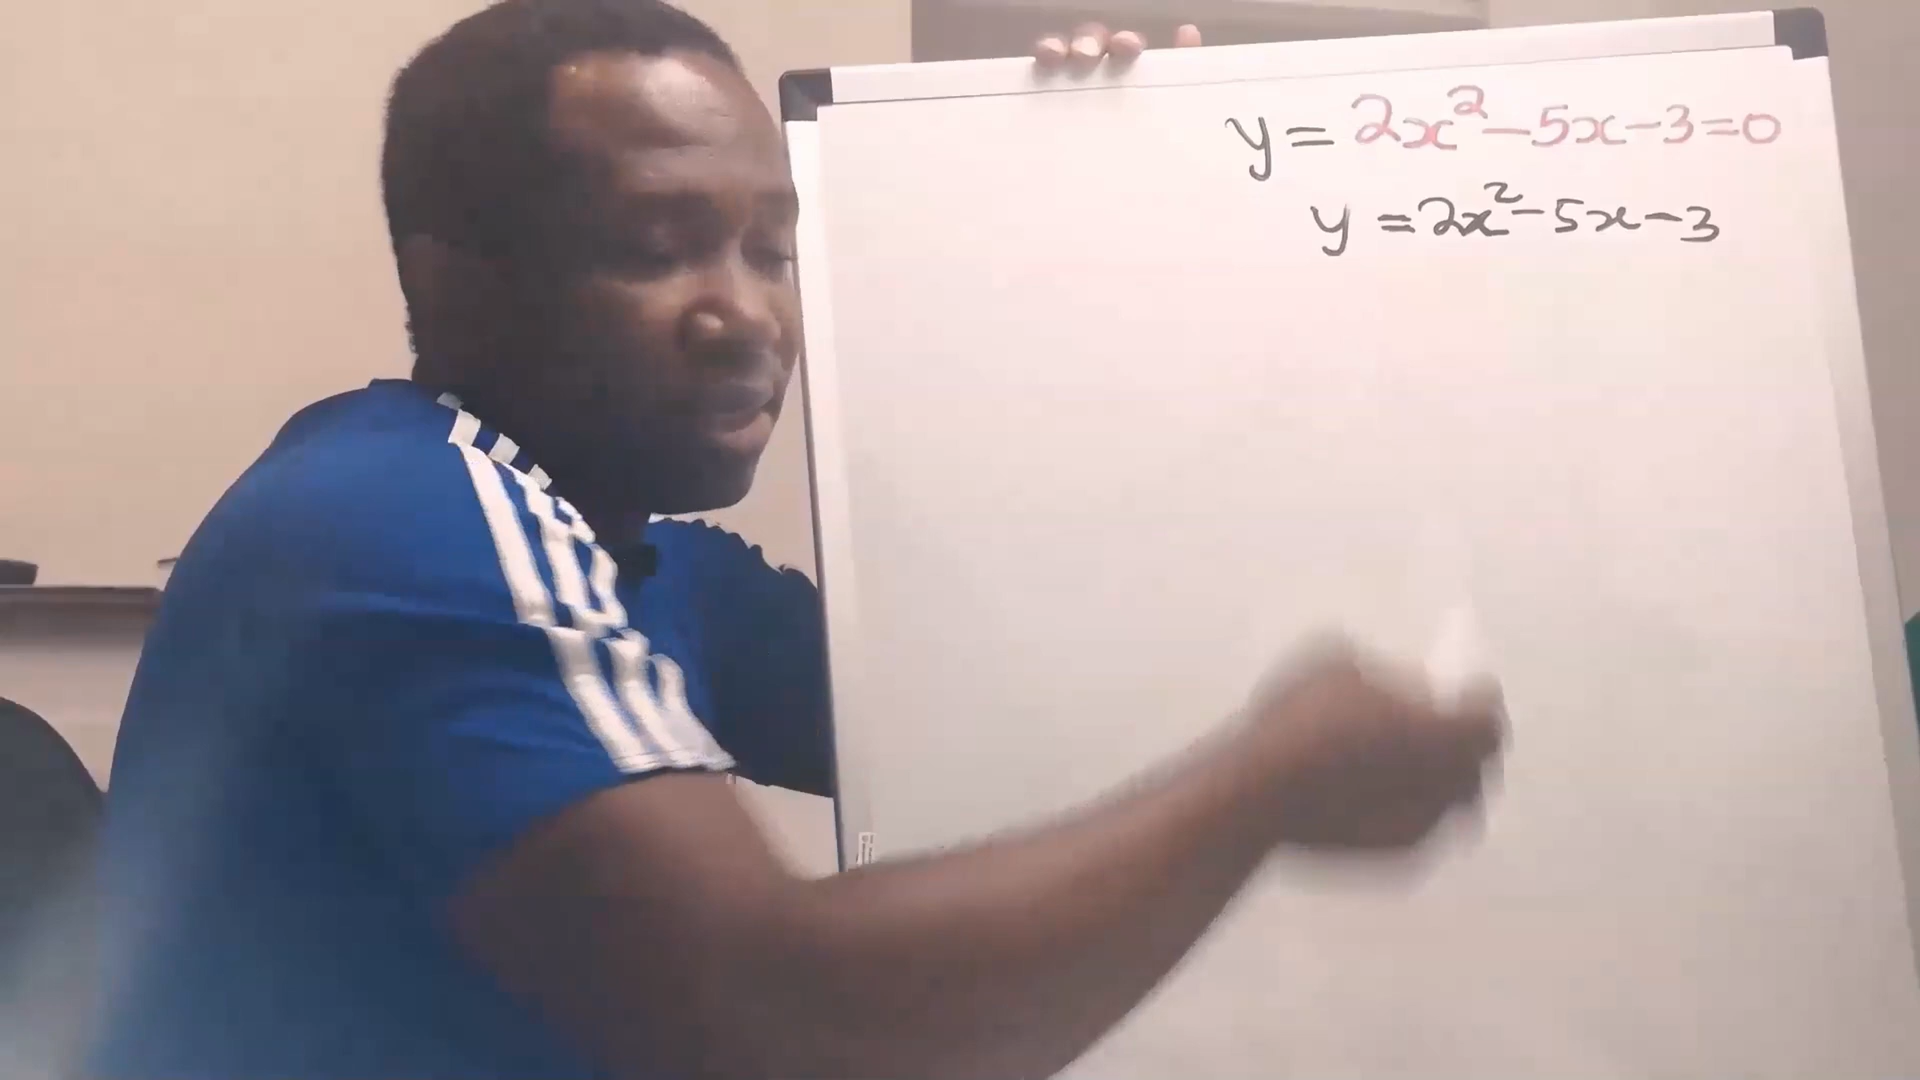 y = 2x² - 5x - 3 = 0
y = 2x² - 5x - 3